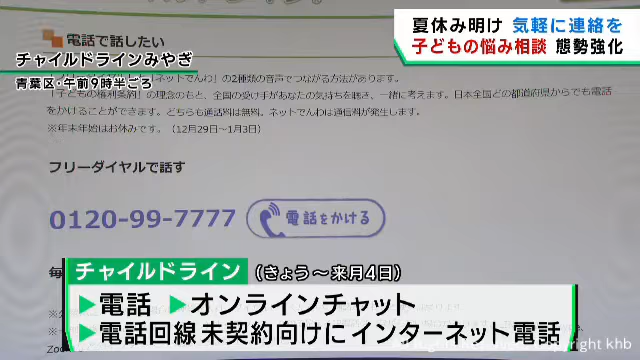 夏休み明け 気軽に連絡を
子どもの悩み相談 態勢強化
電話で話したい
チャイルドラインみやぎ
青葉区・午前9時半ごろ
「ネットでんわ」の2種類の音声でつながる方法があります。
「子どもの権利条約」の理念のもと、全国の受け手があなたの気持ちを聴き、一緒に考えます。日本全国どの都道府県からでも電話
をかけることができます。どちらも通話料は無料。ネットでんわは通信料が発生します。
※年末年始はお休みです。（12月29日～1月3日）
フリーダイヤルで話す
0120-99-7777 電話をかける
チャイルドライン（きょう～来月4日）
▶電話 ▶オンラインチャット
▶電話回線未契約向けにインターネット電話